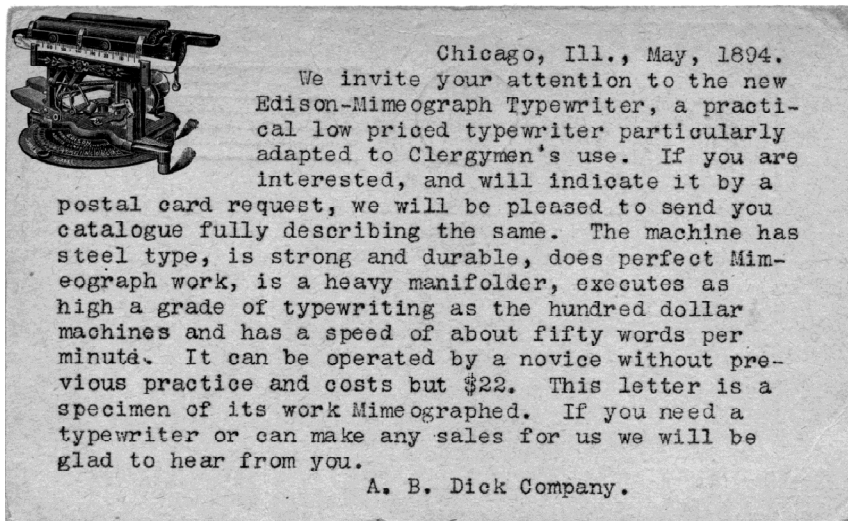 Chicago, Ill., May, 1894.
We invite your attention to the new
Edison-Mimeograph Typewriter, a practi-
cal low priced typewriter particularly
adapted to Clergymen's use. If you are
interested, and will indicate it by a
postal card request, we will be pleased to send you
catalogue fully describing the same. The machine has
steel type, is strong and durable, does perfect Mim-
eograph work, is a heavy manifolder, executes as
high a grade of typewriting as the hundred dollar
machines and has a speed of about fifty words per
minute. It can be operated by a novice without pre-
vious practice and costs but $22. This letter is a
specimen of its work Mimeographed. If you need a
typewriter or can make any sales for us we will be
glad to hear from you.
A. B. Dick Company.